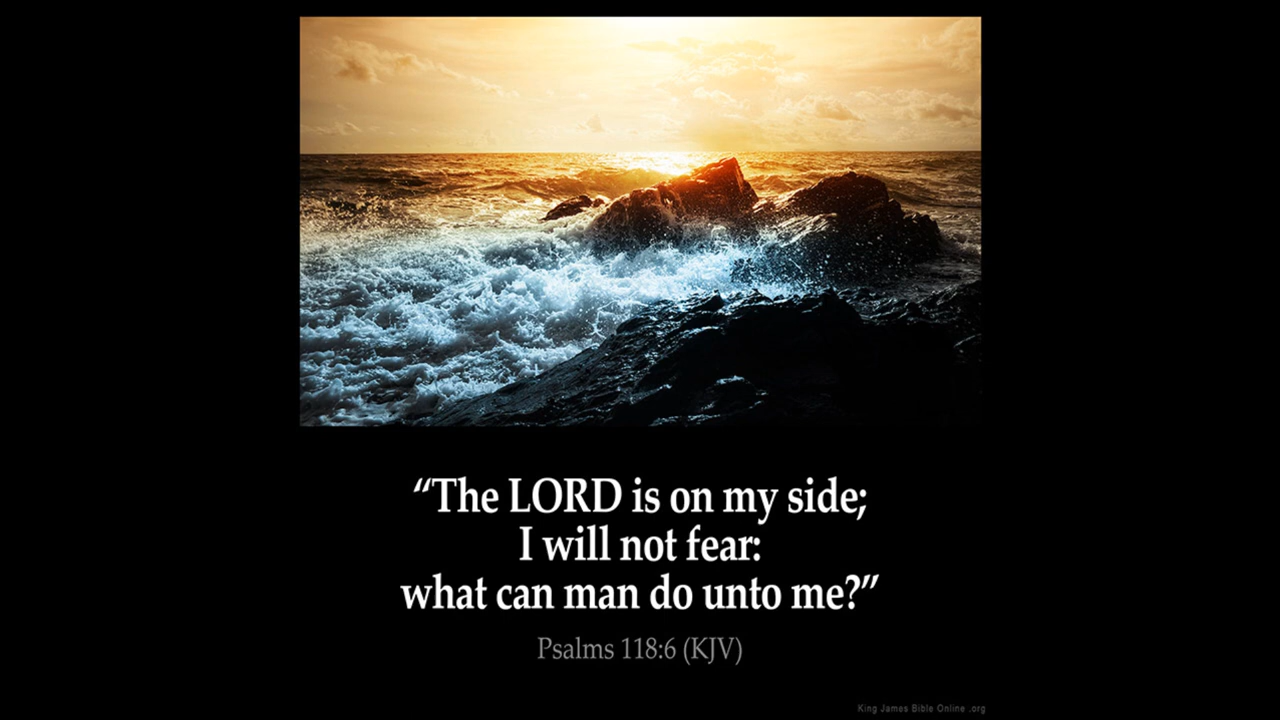 “The LORD is on my side;
I will not fear:
what can man do unto me?”
Psalms 118:6 (KJV)
King James Bible Online .org